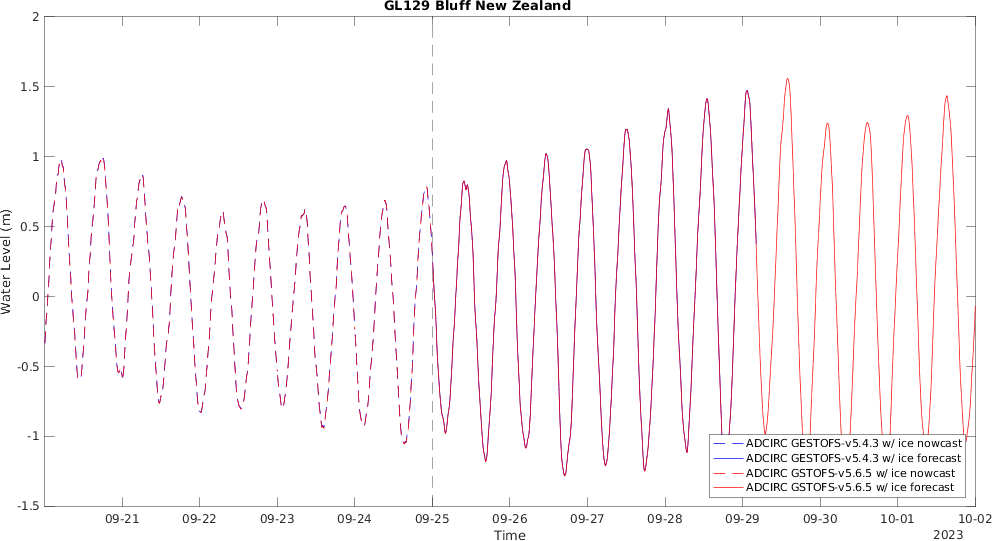 GL129 Bluff New Zealand
2
1.5
1
0.5
0
-0.5
-1
-1.5
Water Level (m)
ADCIRC GESTOFS-v5.4.3 w/ ice nowcast
ADCIRC GESTOFS-v5.4.3 w/ ice forecast
ADCIRC GSTOFS-v5.6.5 w/ ice nowcast
ADCIRC GSTOFS-v5.6.5 w/ ice forecast
09-21 09-22 09-23 09-24 09-25 09-26 09-27 09-28 09-29 09-30 10-01 10-02
Time
2023